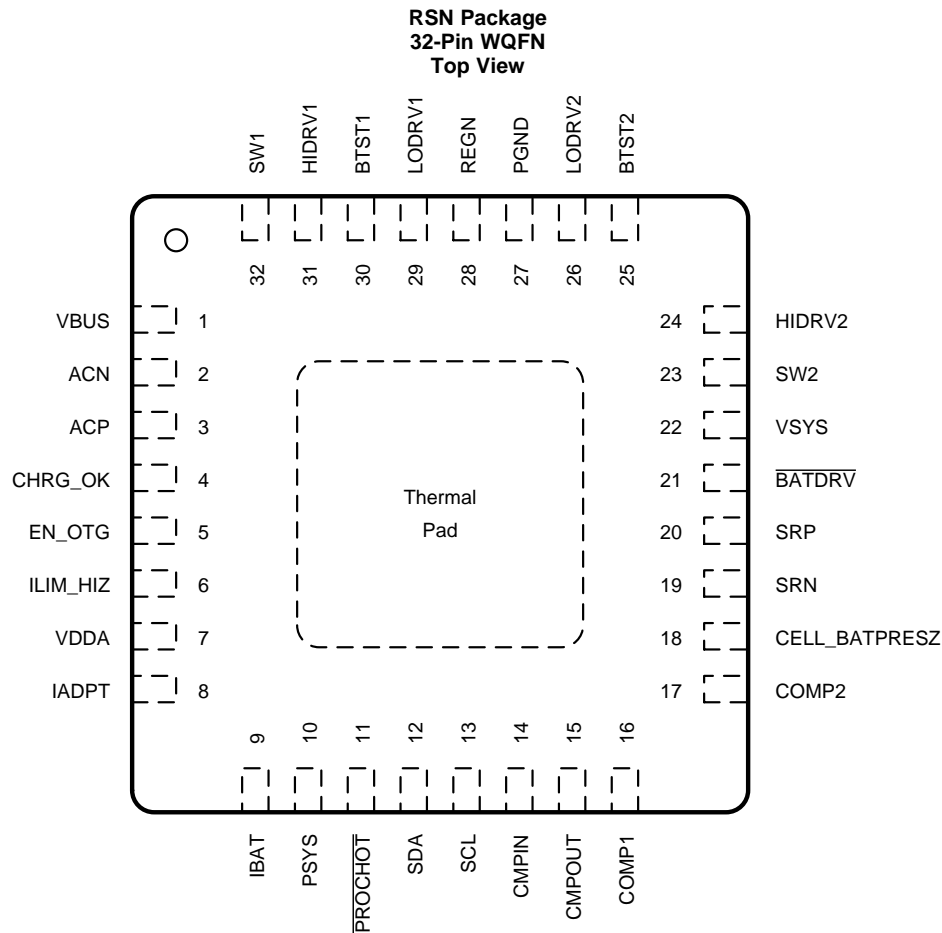 RSN Package
32-Pin WQFN
Top View
SW1
HIDRV1
BTST1
LODRV1
REGN
PGND
LODRV2
BTST2
32 31 30 29 28 27 26 25
VBUS 1
ACN 2
ACP 3
CHRG_OK 4
EN_OTG 5
ILIM_HIZ 6
VDDA 7
IADPT 8
Thermal
Pad
24 HIDRV2
23 SW2
22 VSYS
21 BATDRV
20 SRP
19 SRN
18 CELL_BATPRESZ
17 COMP2
9 10 11 12 13 14 15 16
IBAT
PSYS
PROCHOT
SDA
SCL
CMPIN
CMPOUT
COMP1